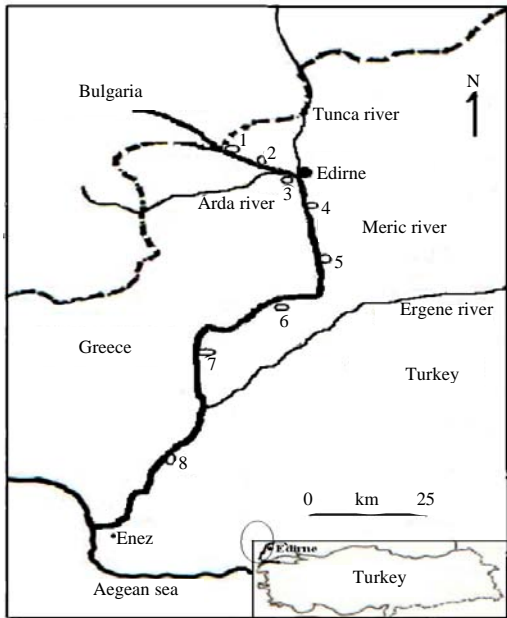 Bulgaria
N
Tunca river
1
2
Edirne
3
Arda river
4
Meric river
5
6
Ergene river
Greece
7
Turkey
8
0 km 25
Enez
Edirne
Turkey
Aegean sea